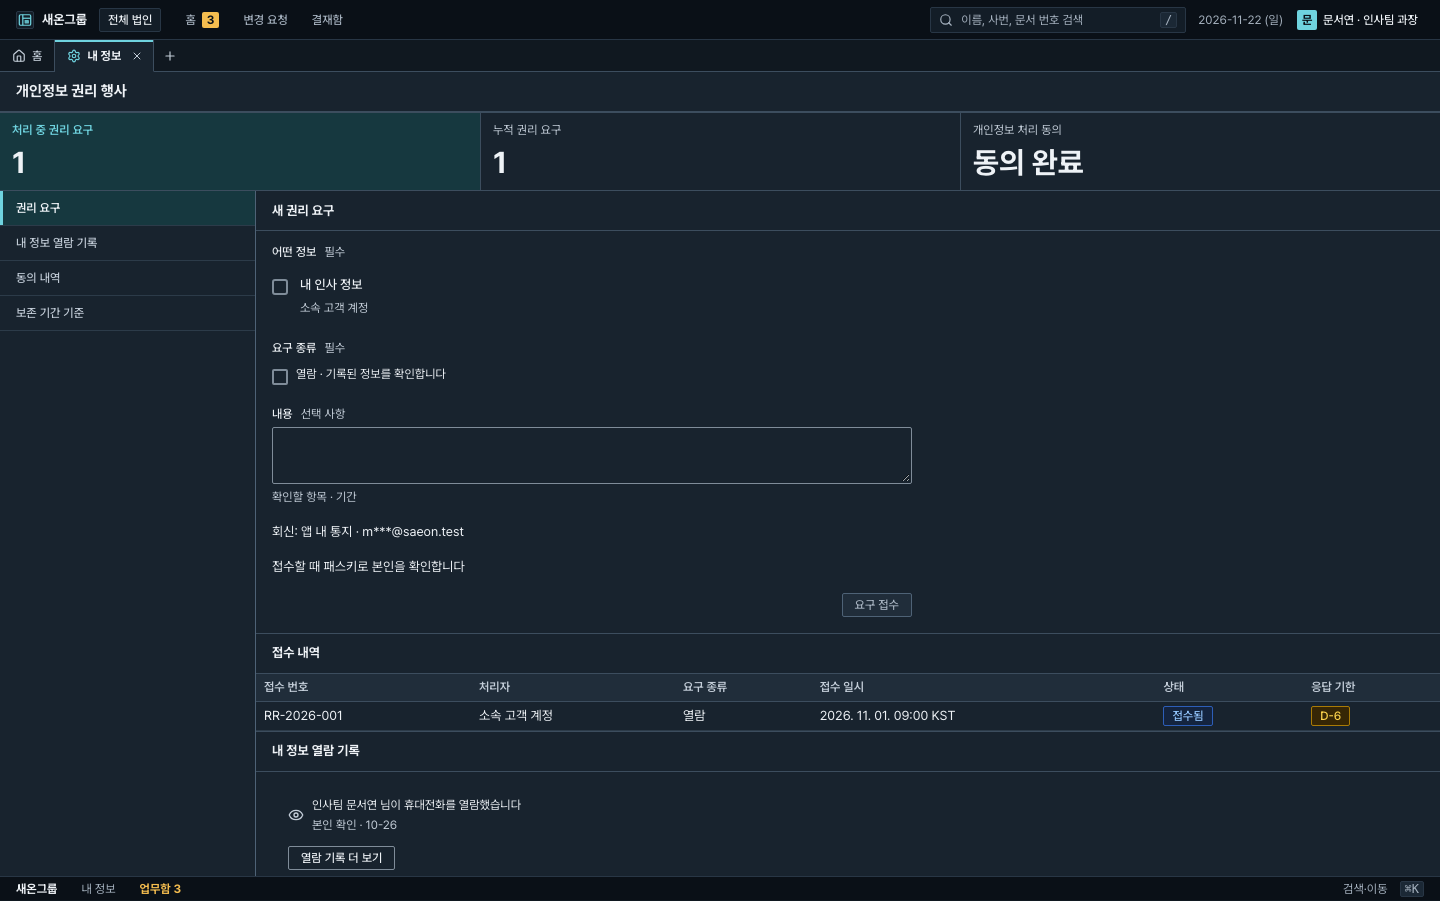 새온그룹 전체 법인 홈 3 변경 요청 결재함 이름, 사번, 문서 번호 검색 / 2026-11-22 (일) 문 문서연 · 인사팀 과장
홈 내 정보
개인정보 권리 행사
처리 중 권리 요구
1
누적 권리 요구
1
개인정보 처리 동의
동의 완료
권리 요구
내 정보 열람 기록
동의 내역
보존 기간 기준
새 권리 요구
어떤 정보 필수
내 인사 정보
소속 고객 계정
요구 종류 필수
열람 · 기록된 정보를 확인합니다
내용 선택 사항
확인할 항목 · 기간
회신: 앱 내 통지 · m***@saeon.test
접수할 때 패스키로 본인을 확인합니다
요구 접수
접수 내역
접수 번호 처리자 요구 종류 접수 일시 상태 응답 기한
RR-2026-001 소속 고객 계정 열람 2026. 11. 01. 09:00 KST 접수됨 D-6
내 정보 열람 기록
인사팀 문서연 님이 휴대전화를 열람했습니다
본인 확인 · 10-26
열람 기록 더 보기
새온그룹 내 정보 업무함 3 검색·이동 ⌘K